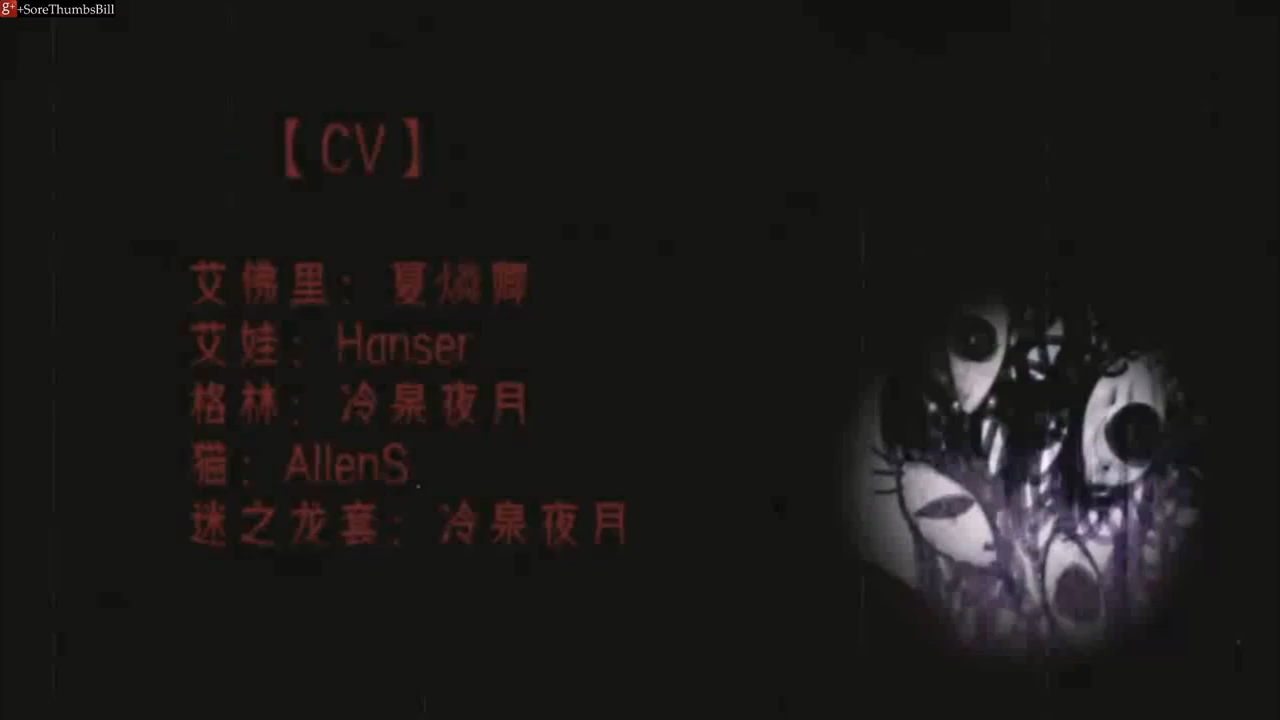 g+ +SoreThumbsBill
【CV】
艾佛里：夏燐卿
艾娃：Hanser
格林：冷泉夜月
猫：AllenS
迷之龙套：冷泉夜月